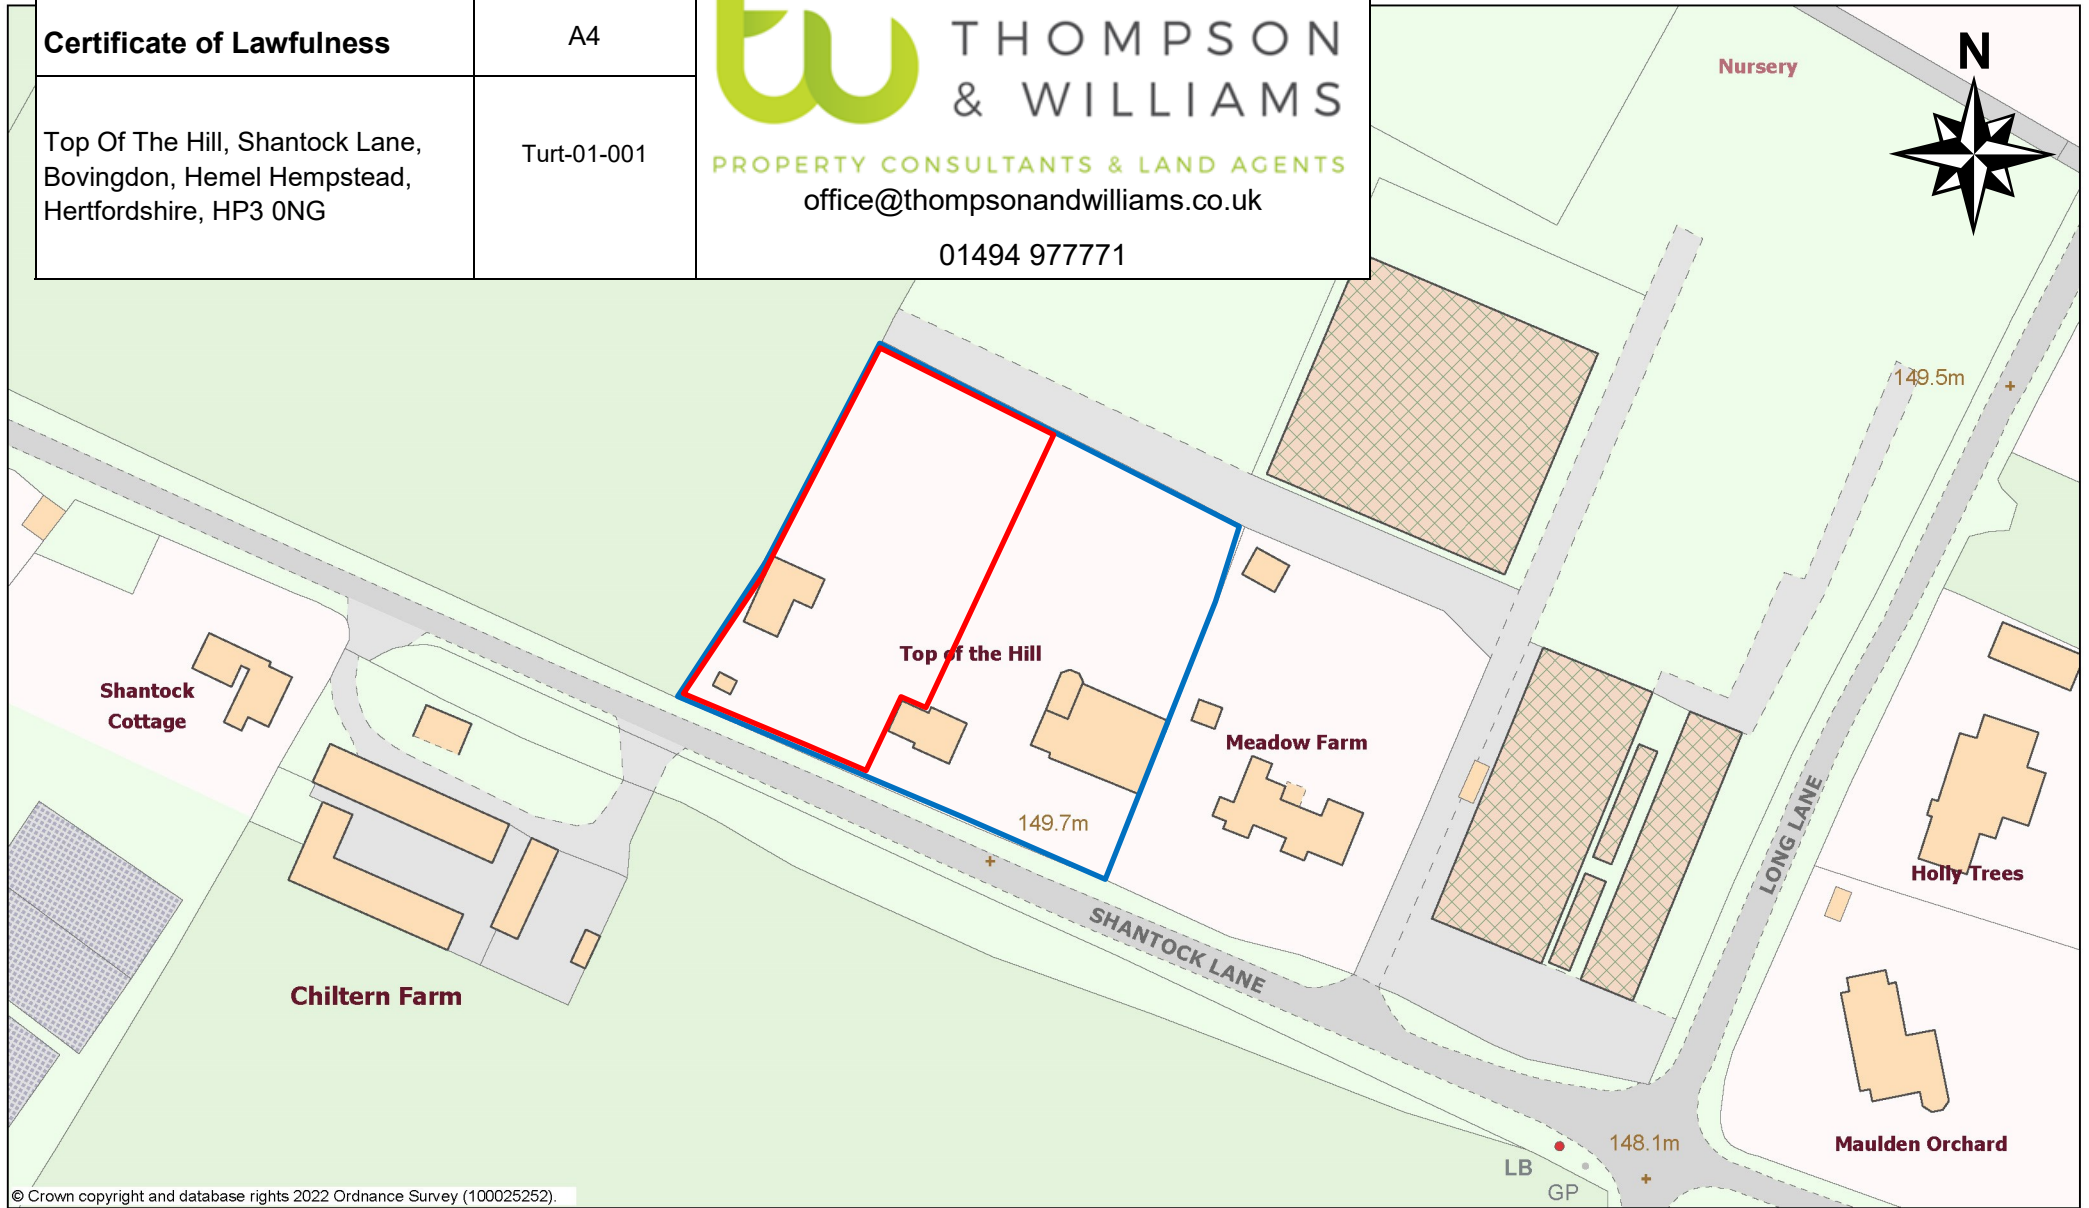 Certificate of Lawfulness
A4
Top Of The Hill, Shantock Lane,
Bovingdon, Hemel Hempstead,
Hertfordshire, HP3 0NG
Turt-01-001
tw
THOMPSON
& WILLIAMS
PROPERTY CONSULTANTS & LAND AGENTS
office@thompsonandwilliams.co.uk
01494 977771
Nursery
N
149.5m
Top of the Hill
Shantock
Cottage
Meadow Farm
149.7m
LONG LANE
Holly Trees
SHANTOCK LANE
Chiltern Farm
148.1m
Maulden Orchard
LB
GP
© Crown copyright and database rights 2022 Ordnance Survey (100025252).